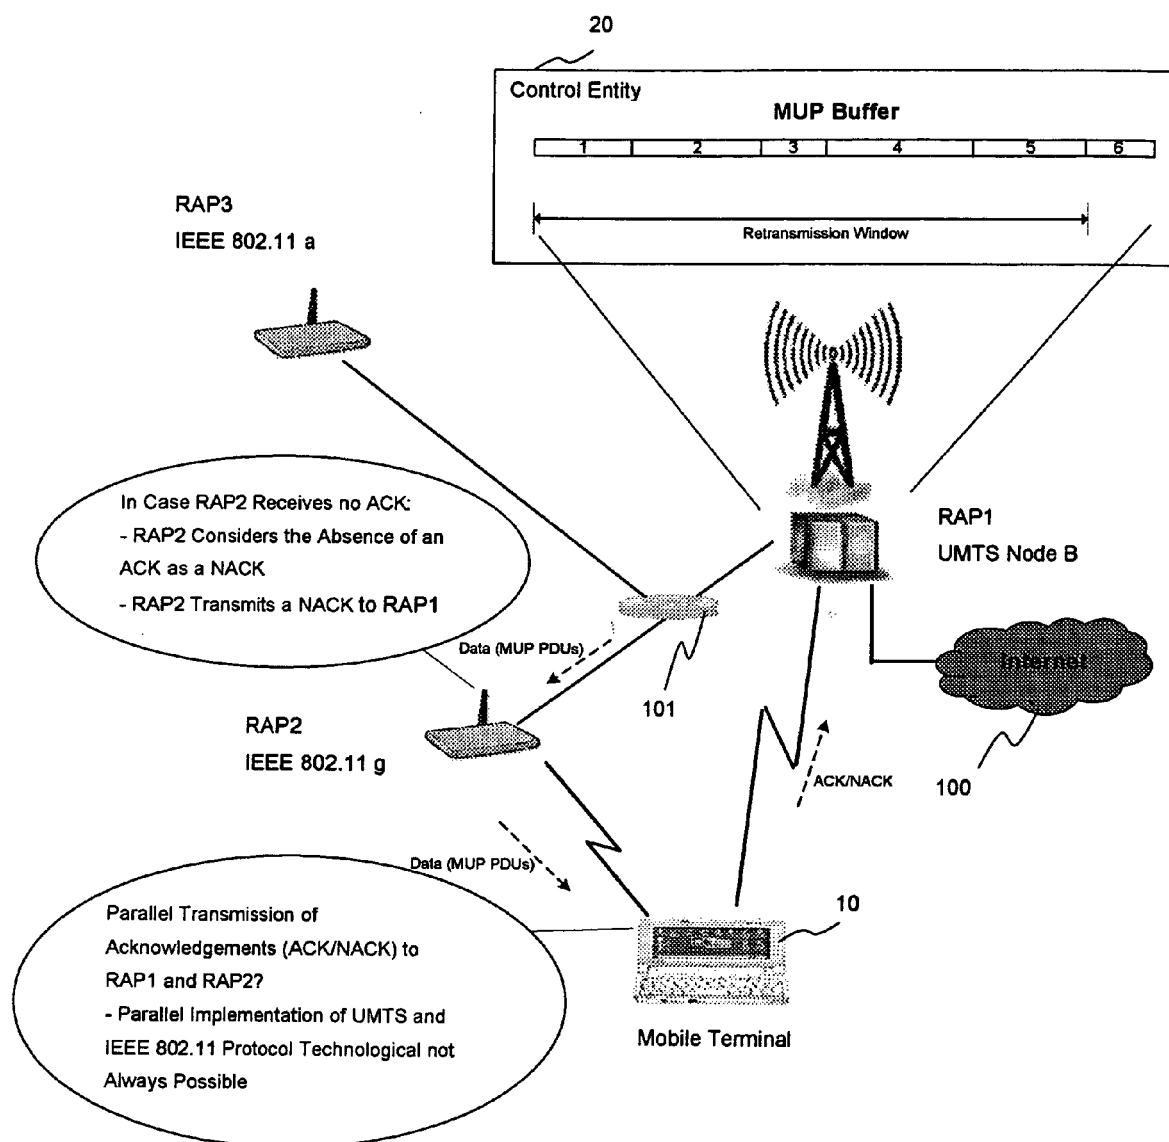 20
Control Entity
MUP Buffer
1 2 3 4 5 6
Retransmission Window
RAP3
IEEE 802.11 a
In Case RAP2 Receives no ACK:
- RAP2 Considers the Absence of an
ACK as a NACK
- RAP2 Transmits a NACK to RAP1
RAP1
UMTS Node B
Data (MUP PDUs)
101
Internet
RAP2
IEEE 802.11 g
ACK/NACK
100
Data (MUP PDUs)
10
Parallel Transmission of
Acknowledgements (ACK/NACK) to
RAP1 and RAP2?
- Parallel Implementation of UMTS and
IEEE 802.11 Protocol Technological not
Always Possible
Mobile Terminal